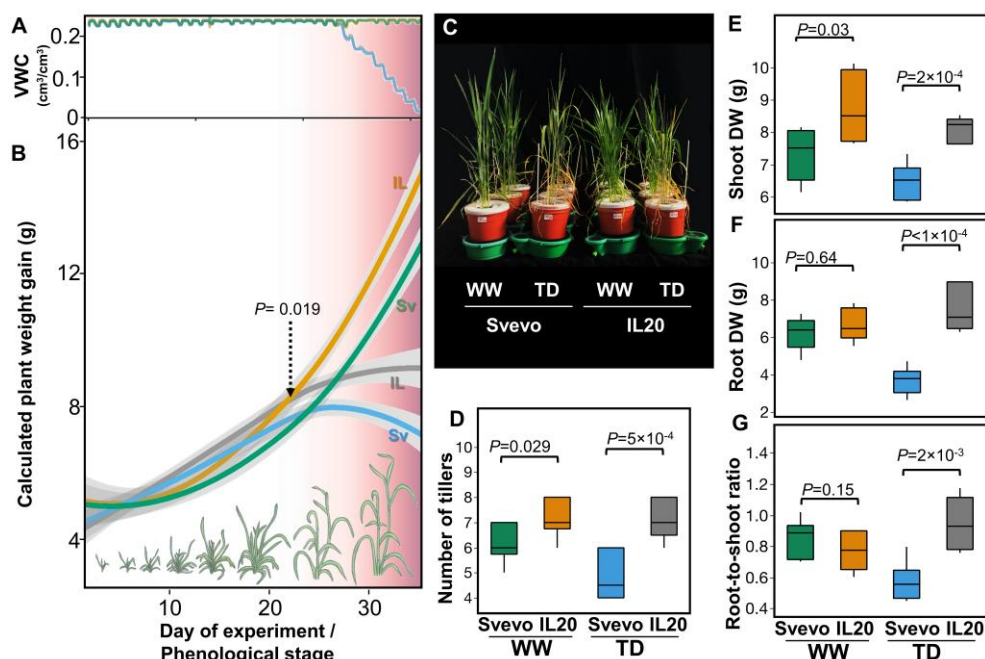 A
VWC
(cm³/cm³)
0.2
0.1
0
B
Calculated plant weight gain (g)
16
12
8
4
IL
Sv
IL
Sv
P= 0.019
10 20 30
Day of experiment /
Phenological stage
C
WW TD WW TD
Svevo IL20
D
Number of tillers
10
9
8
7
6
5
4
P=0.029
P=5×10-4
Svevo IL20 Svevo IL20
WW TD
E
Shoot DW (g)
10
9
8
7
6
P=0.03
P=2×10-4
F
Root DW (g)
10
8
6
4
2
P=0.64
P<1×10-4
G
Root-to-shoot ratio
1.4
1.2
1.0
0.8
0.6
0.4
P=0.15
P=2×10-3
Svevo IL20 Svevo IL20
WW TD